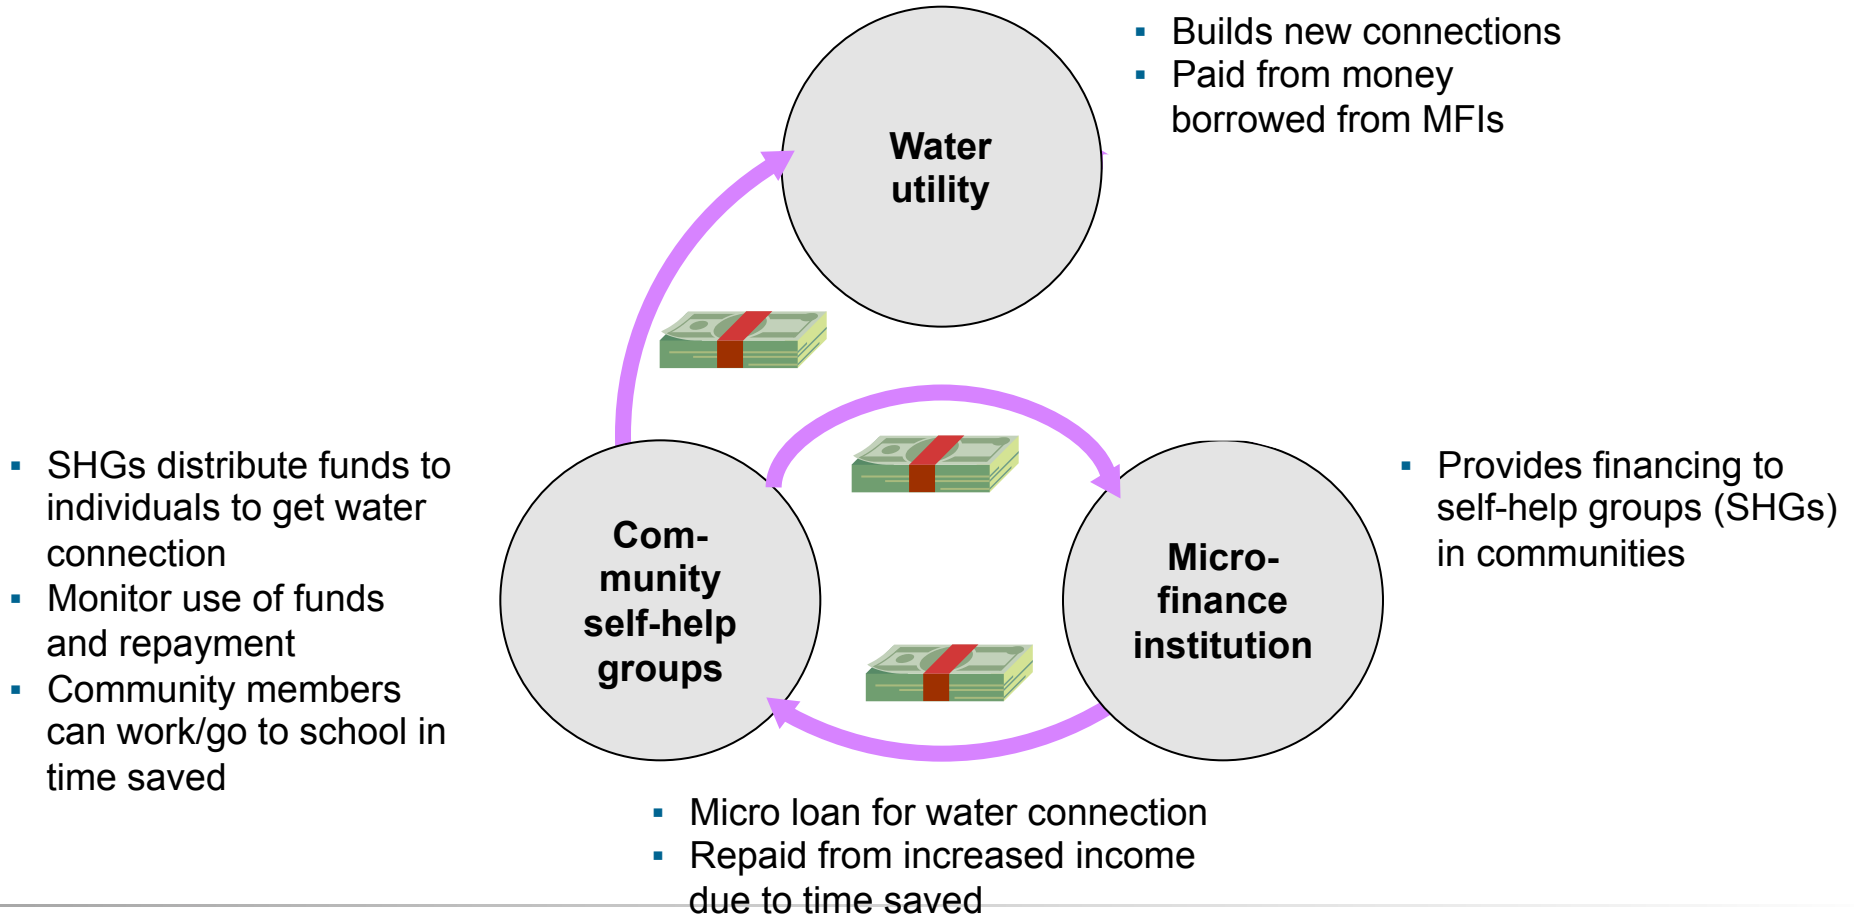 ▪ Builds new connections
▪ Paid from money
borrowed from MFIs
Water
utility
▪ SHGs distribute funds to
individuals to get water
connection
▪ Monitor use of funds
and repayment
▪ Community members
can work/go to school in
time saved
Com-
munity
self-help
groups
Micro-
finance
institution
▪ Provides financing to
self-help groups (SHGs)
in communities
▪ Micro loan for water connection
▪ Repaid from increased income
due to time saved